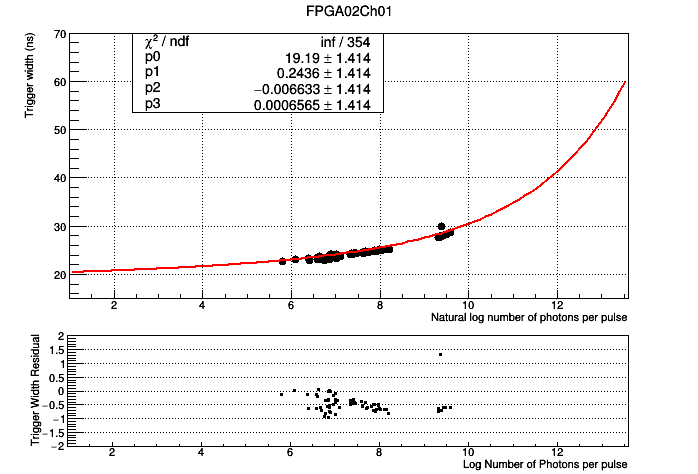 FPGA02Ch01
χ² / ndf inf / 354
p0 19.19 ± 1.414
p1 0.2436 ± 1.414
p2 −0.006633 ± 1.414
p3 0.0006565 ± 1.414
Trigger width (ns)
70
60
50
40
30
20
2 4 6 8 10 12
Natural log number of photons per pulse
Trigger Width Residual
2
1.5
1
0.5
0
−0.5
−1
−1.5
−2
2 4 6 8 10 12
Log Number of Photons per pulse